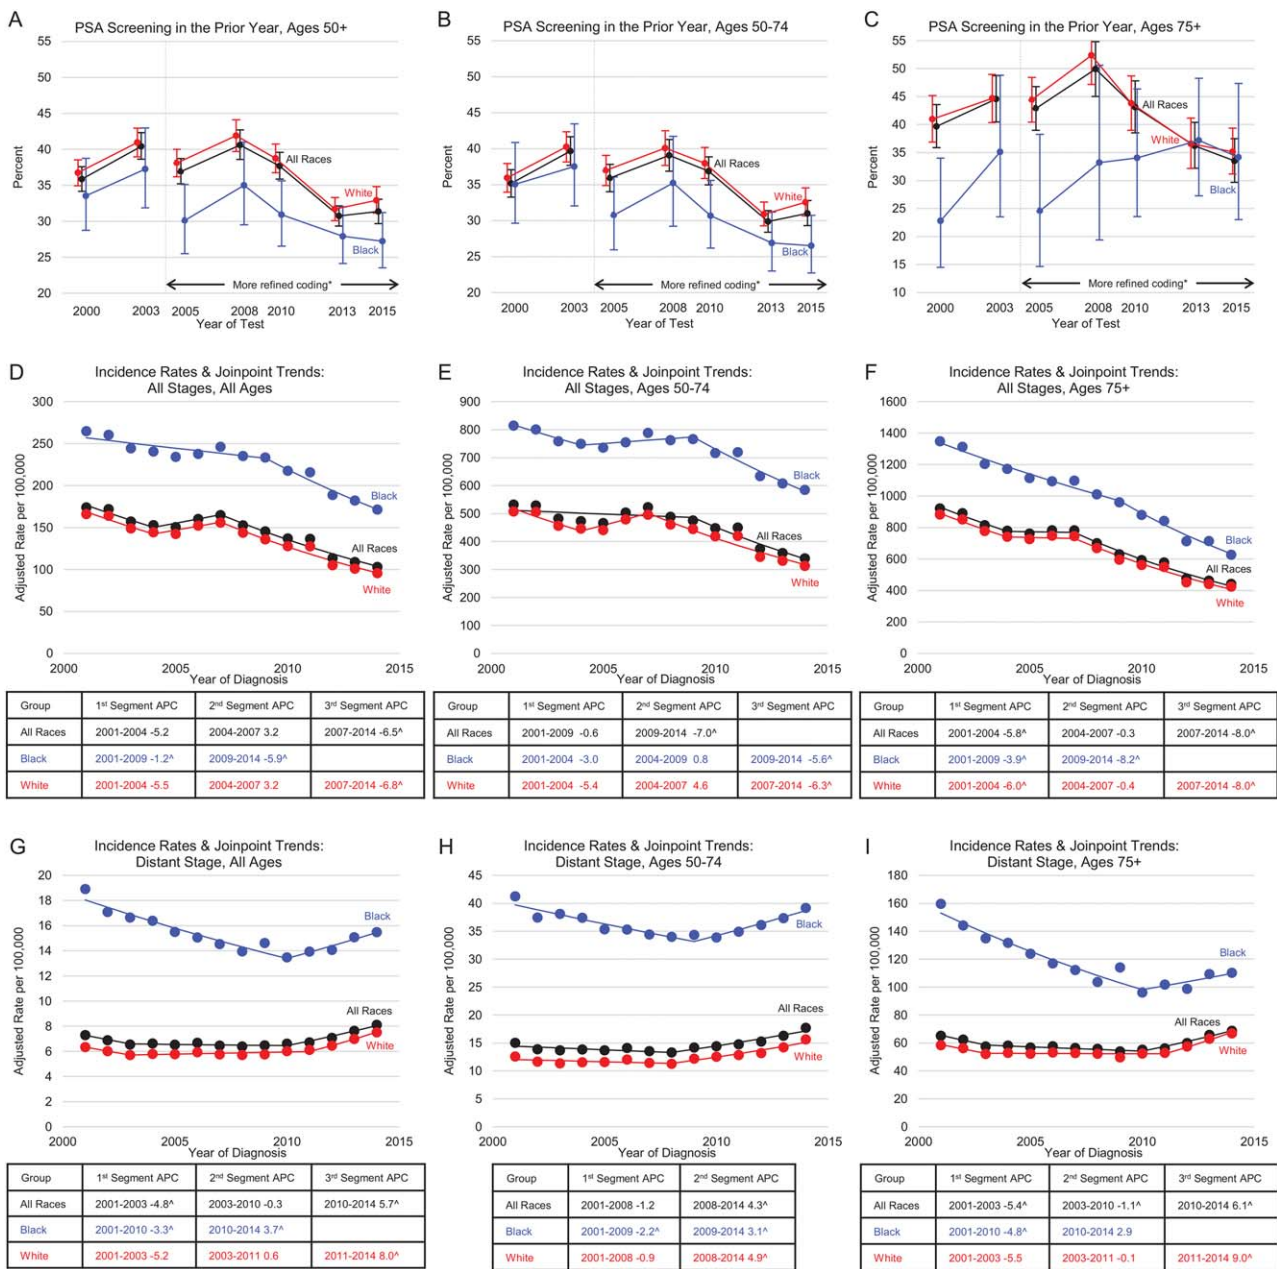 A
PSA Screening in the Prior Year, Ages 50+
55
50
45
40
35
30
25
20
Percent
All Races
White
Black
More refined coding*
2000 2003 2005 2008 2010 2013 2015
Year of Test
B
PSA Screening in the Prior Year, Ages 50-74
55
50
45
40
35
30
25
20
Percent
All Races
White
Black
More refined coding*
2000 2003 2005 2008 2010 2013 2015
Year of Test
C
PSA Screening in the Prior Year, Ages 75+
55
50
45
40
35
30
25
20
15
10
Percent
All Races
White
Black
More refined coding*
2000 2003 2005 2008 2010 2013 2015
Year of Test
D
Incidence Rates & Joinpoint Trends:
All Stages, All Ages
300
250
200
150
100
50
0
Adjusted Rate per 100,000
Black
All Races
White
2000 2005 2010 2015
Year of Diagnosis
Group 1st Segment APC 2nd Segment APC 3rd Segment APC
All Races 2001-2004 -5.2 2004-2007 3.2 2007-2014 -6.5^
Black 2001-2009 -1.2^ 2009-2014 -5.9^
White 2001-2004 -5.5 2004-2007 3.2 2007-2014 -6.8^
E
Incidence Rates & Joinpoint Trends:
All Stages, Ages 50-74
900
800
700
600
500
400
300
200
100
0
Adjusted Rate per 100,000
Black
All Races
White
2000 2005 2010 2015
Year of Diagnosis
Group 1st Segment APC 2nd Segment APC 3rd Segment APC
All Races 2001-2009 -0.6 2009-2014 -7.0^
Black 2001-2004 -3.0 2004-2009 0.8 2009-2014 -5.6^
White 2001-2004 -5.4 2004-2007 4.6 2007-2014 -6.3^
F
Incidence Rates & Joinpoint Trends:
All Stages, Ages 75+
1600
1400
1200
1000
800
600
400
200
0
Adjusted Rate per 100,000
Black
All Races
White
2000 2005 2010 2015
Year of Diagnosis
Group 1st Segment APC 2nd Segment APC 3rd Segment APC
All Races 2001-2004 -5.8^ 2004-2007 -0.3 2007-2014 -8.0^
Black 2001-2009 -3.9^ 2009-2014 -8.2^
White 2001-2004 -6.0^ 2004-2007 -0.4 2007-2014 -8.0^
G
Incidence Rates & Joinpoint Trends:
Distant Stage, All Ages
20
18
16
14
12
10
8
6
4
2
0
Adjusted Rate per 100,000
Black
All Races
White
2000 2005 2010 2015
Year of Diagnosis
Group 1st Segment APC 2nd Segment APC 3rd Segment APC
All Races 2001-2003 -4.8^ 2003-2010 -0.3 2010-2014 5.7^
Black 2001-2010 -3.3^ 2010-2014 3.7^
White 2001-2003 -5.2 2003-2011 0.6 2011-2014 8.0^
H
Incidence Rates & Joinpoint Trends:
Distant Stage, Ages 50-74
45
40
35
30
25
20
15
10
5
0
Adjusted Rate per 100,000
Black
All Races
White
2000 2005 2010 2015
Year of Diagnosis
Group 1st Segment APC 2nd Segment APC
All Races 2001-2008 -1.2 2008-2014 4.3^
Black 2001-2009 -2.2^ 2009-2014 3.1^
White 2001-2008 -0.9 2008-2014 4.9^
I
Incidence Rates & Joinpoint Trends:
Distant Stage, Ages 75+
180
160
140
120
100
80
60
40
20
0
Adjusted Rate per 100,000
Black
All Races
White
2000 2005 2010 2015
Year of Diagnosis
Group 1st Segment APC 2nd Segment APC 3rd Segment APC
All Races 2001-2003 -5.4^ 2003-2010 -1.1^ 2010-2014 6.1^
Black 2001-2010 -4.8^ 2010-2014 2.9
White 2001-2003 -5.5 2003-2011 -0.1 2011-2014 9.0^